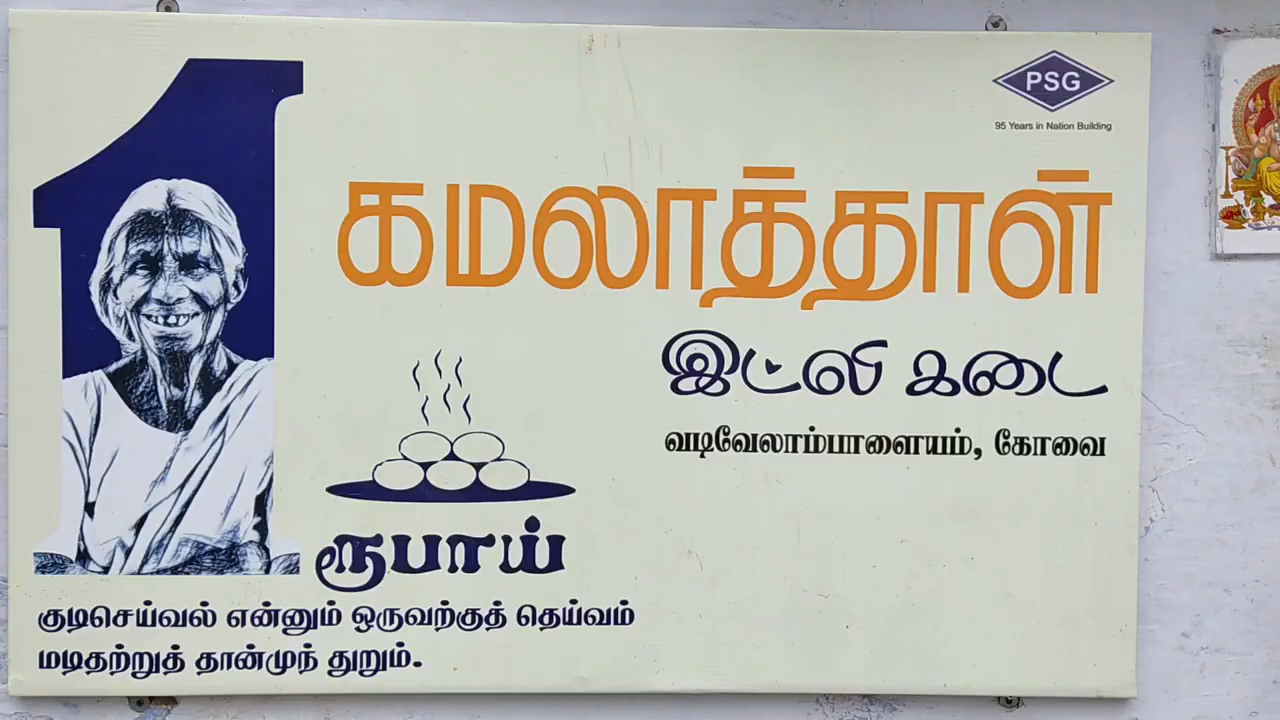 PSG
95 Years in Nation Building
கமலாத்தாள்
இட்லி கடை
வடிவேலாம்பாளையம், கோவை
1
ரூபாய்
குடிசெய்வல் என்னும் ஒருவற்குத் தெய்வம்
மடிதற்றுத் தான்முந் துறும்.